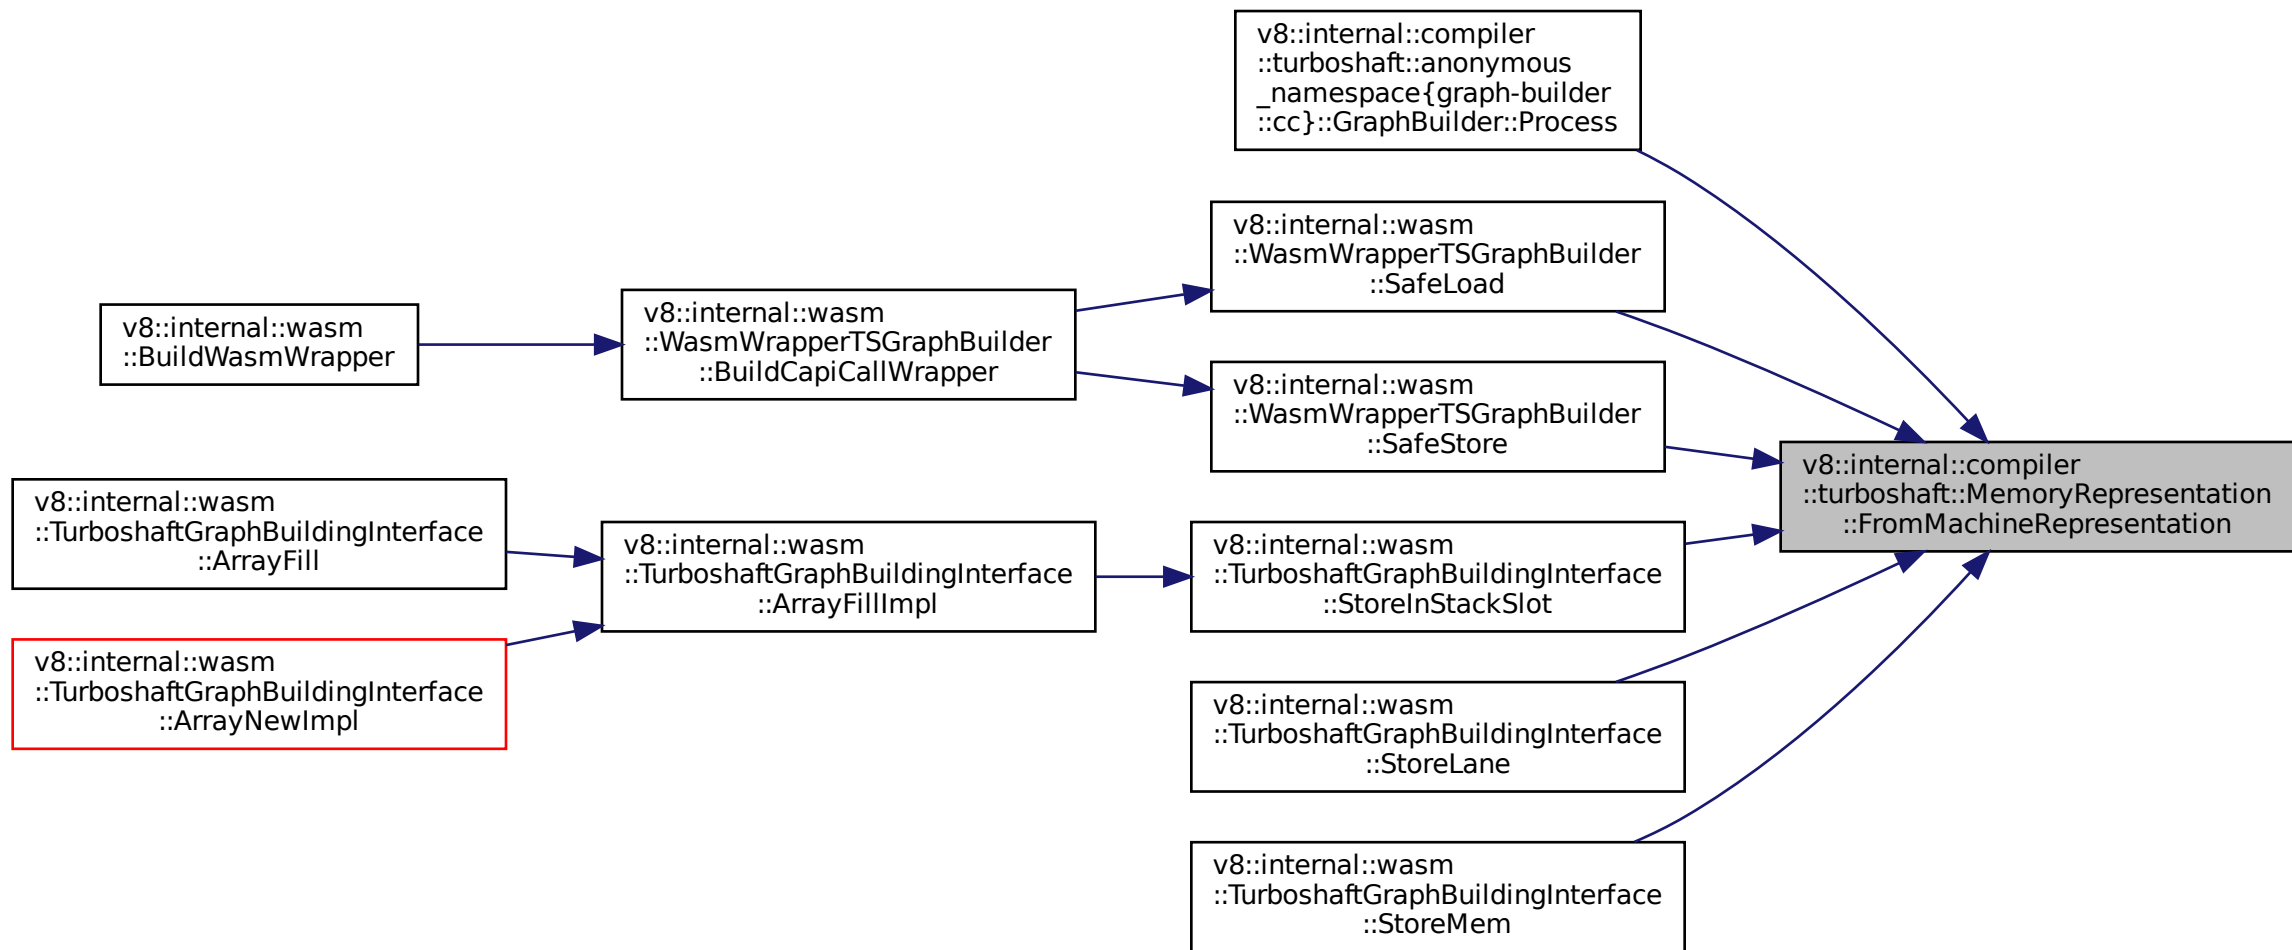 v8::internal::compiler
::turboshaft::anonymous
_namespace{graph-builder
::cc}::GraphBuilder::Process
v8::internal::wasm
::WasmWrapperTSGraphBuilder
::SafeLoad
v8::internal::wasm
::BuildWasmWrapper
v8::internal::wasm
::WasmWrapperTSGraphBuilder
::BuildCapiCallWrapper
v8::internal::wasm
::WasmWrapperTSGraphBuilder
::SafeStore
v8::internal::compiler
::turboshaft::MemoryRepresentation
::FromMachineRepresentation
v8::internal::wasm
::TurboshaftGraphBuildingInterface
::ArrayFill
v8::internal::wasm
::TurboshaftGraphBuildingInterface
::ArrayFillImpl
v8::internal::wasm
::TurboshaftGraphBuildingInterface
::StoreInStackSlot
v8::internal::wasm
::TurboshaftGraphBuildingInterface
::ArrayNewImpl
v8::internal::wasm
::TurboshaftGraphBuildingInterface
::StoreLane
v8::internal::wasm
::TurboshaftGraphBuildingInterface
::StoreMem